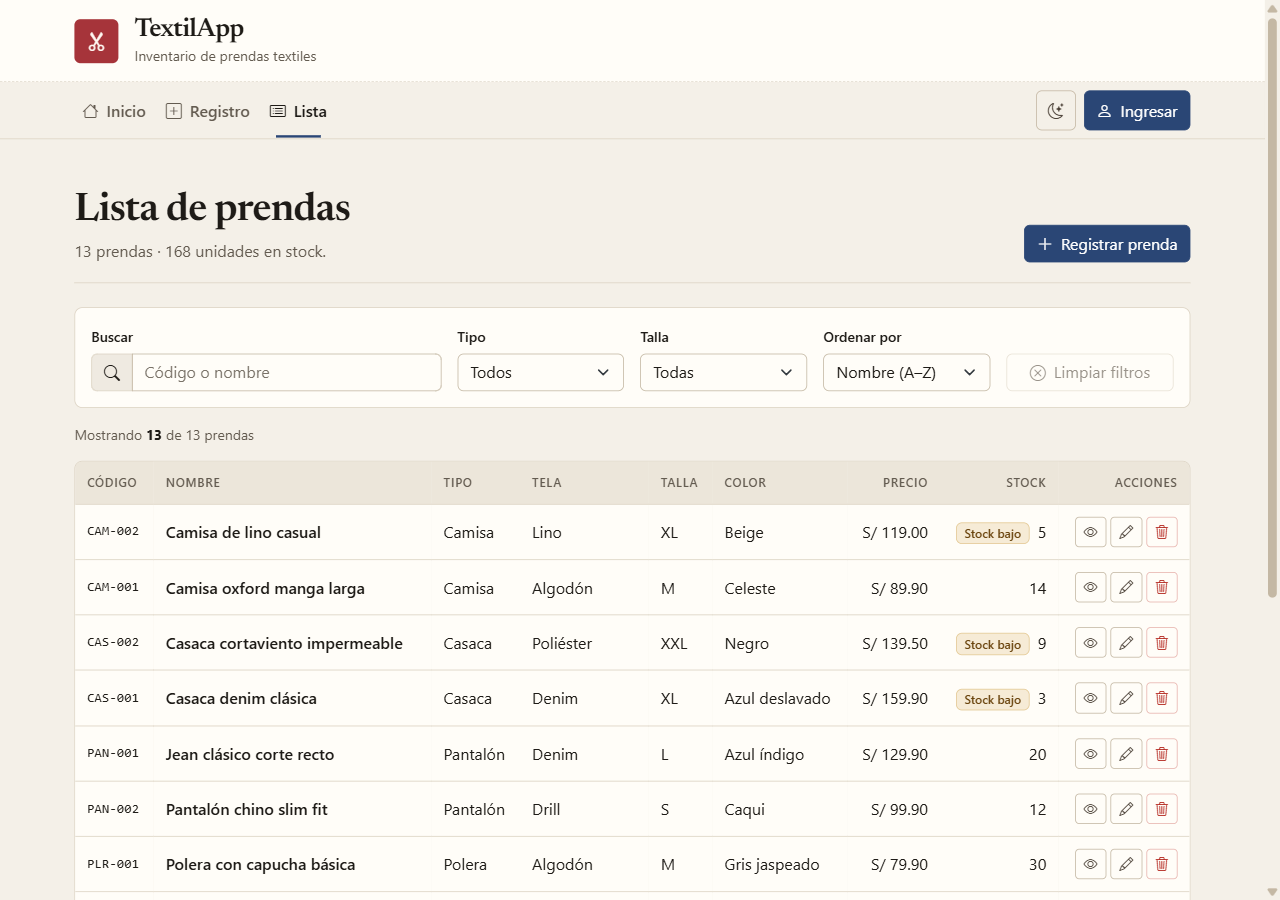 TextilApp
Inventario de prendas textiles
Inicio Registro Lista Ingresar
Lista de prendas
13 prendas · 168 unidades en stock.
Registrar prenda
Buscar Tipo Talla Ordenar por
Código o nombre Todos Todas Nombre (A–Z) Limpiar filtros
Mostrando 13 de 13 prendas
CÓDIGO NOMBRE TIPO TELA TALLA COLOR PRECIO STOCK ACCIONES
CAM-002 Camisa de lino casual Camisa Lino XL Beige S/ 119.00 Stock bajo 5
CAM-001 Camisa oxford manga larga Camisa Algodón M Celeste S/ 89.90 14
CAS-002 Casaca cortaviento impermeable Casaca Poliéster XXL Negro S/ 139.50 Stock bajo 9
CAS-001 Casaca denim clásica Casaca Denim XL Azul deslavado S/ 159.90 Stock bajo 3
PAN-001 Jean clásico corte recto Pantalón Denim L Azul índigo S/ 129.90 20
PAN-002 Pantalón chino slim fit Pantalón Drill S Caqui S/ 99.90 12
PLR-001 Polera con capucha básica Polera Algodón M Gris jaspeado S/ 79.90 30